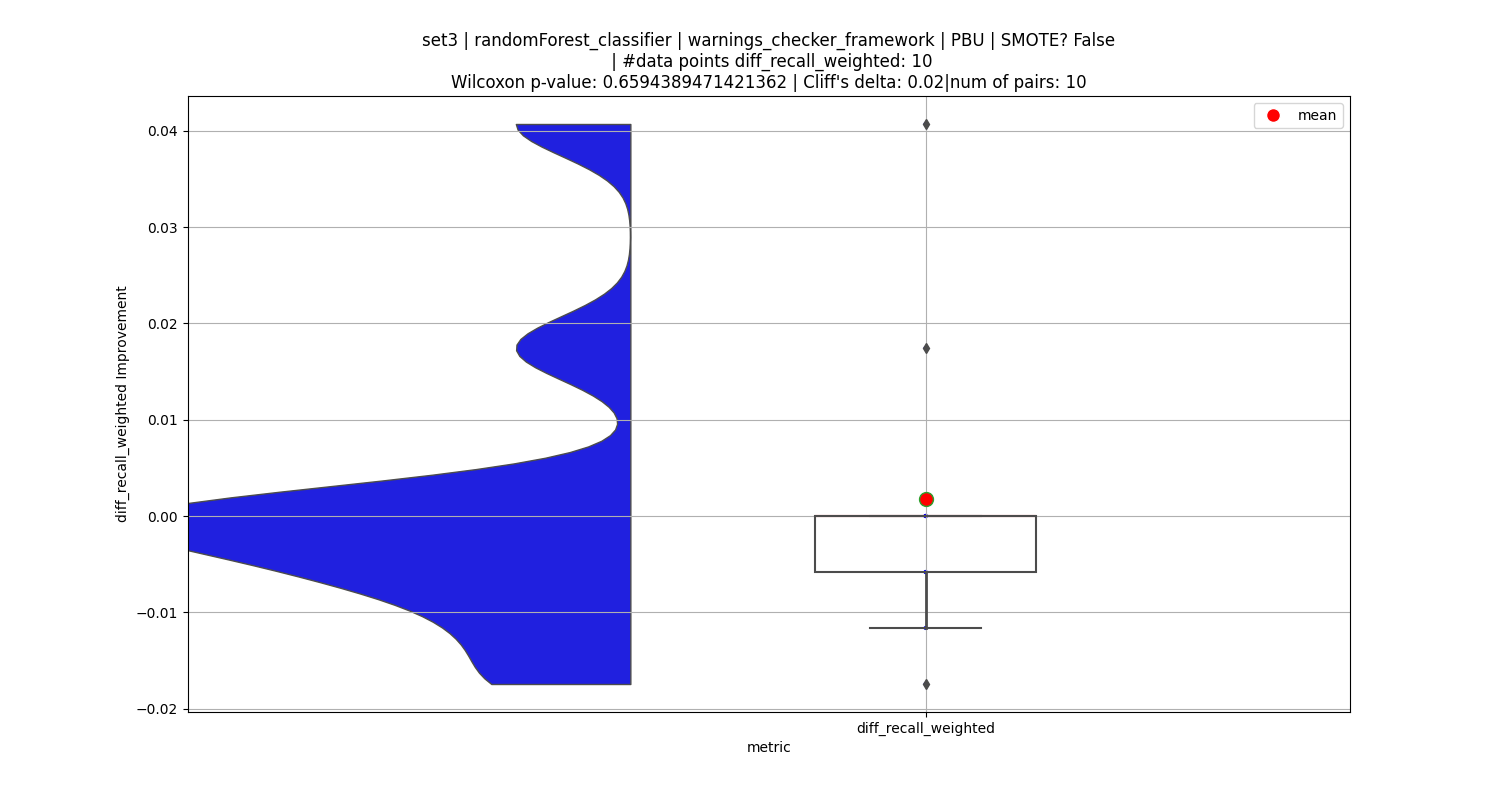 set3 | randomForest_classifier | warnings_checker_framework | PBU | SMOTE? False
| #data points diff_recall_weighted: 10
Wilcoxon p-value: 0.6594389471421362 | Cliff's delta: 0.02|num of pairs: 10
mean
0.04
0.03
0.02
0.01
0.00
−0.01
−0.02
diff_recall_weighted Improvement
diff_recall_weighted
metric